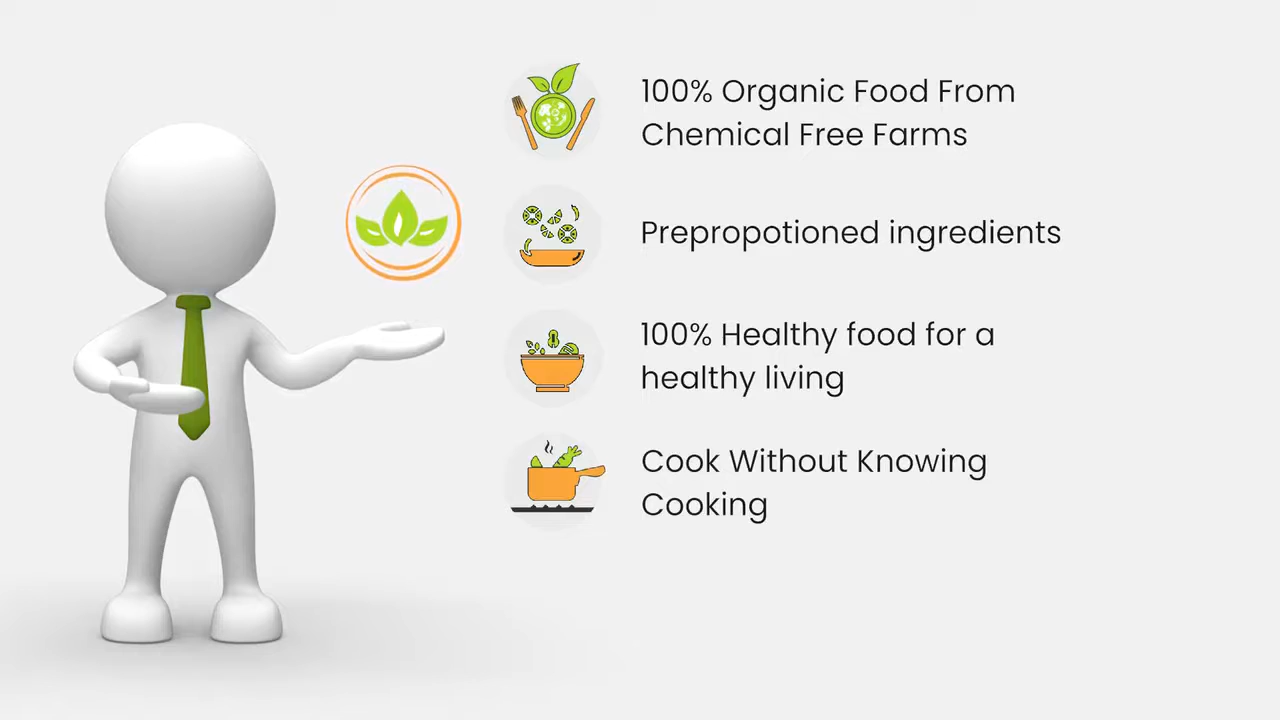 100% Organic Food From
Chemical Free Farms
Prepropotioned ingredients
100% Healthy food for a
healthy living
Cook Without Knowing
Cooking